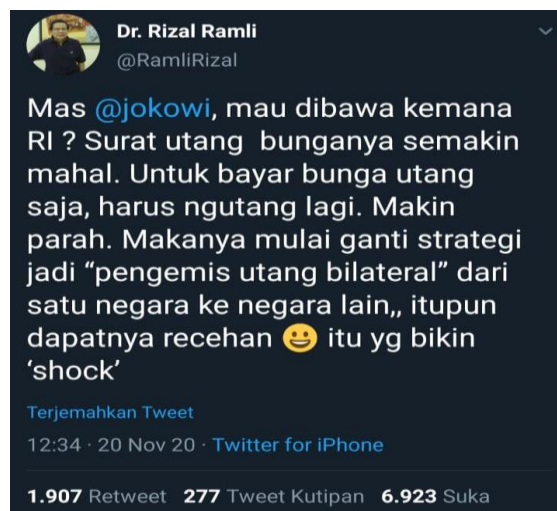 Dr. Rizal Ramli
@RamliRizal
Mas @jokowi, mau dibawa kemana
RI ? Surat utang  bunganya semakin
mahal. Untuk bayar bunga utang
saja, harus ngutang lagi. Makin
parah. Makanya mulai ganti strategi
jadi “pengemis utang bilateral” dari
satu negara ke negara lain,, itupun
dapatnya recehan 😀 itu yg bikin
‘shock’
Terjemahkan Tweet
12:34 · 20 Nov 20 · Twitter for iPhone
1.907 Retweet 277 Tweet Kutipan 6.923 Suka